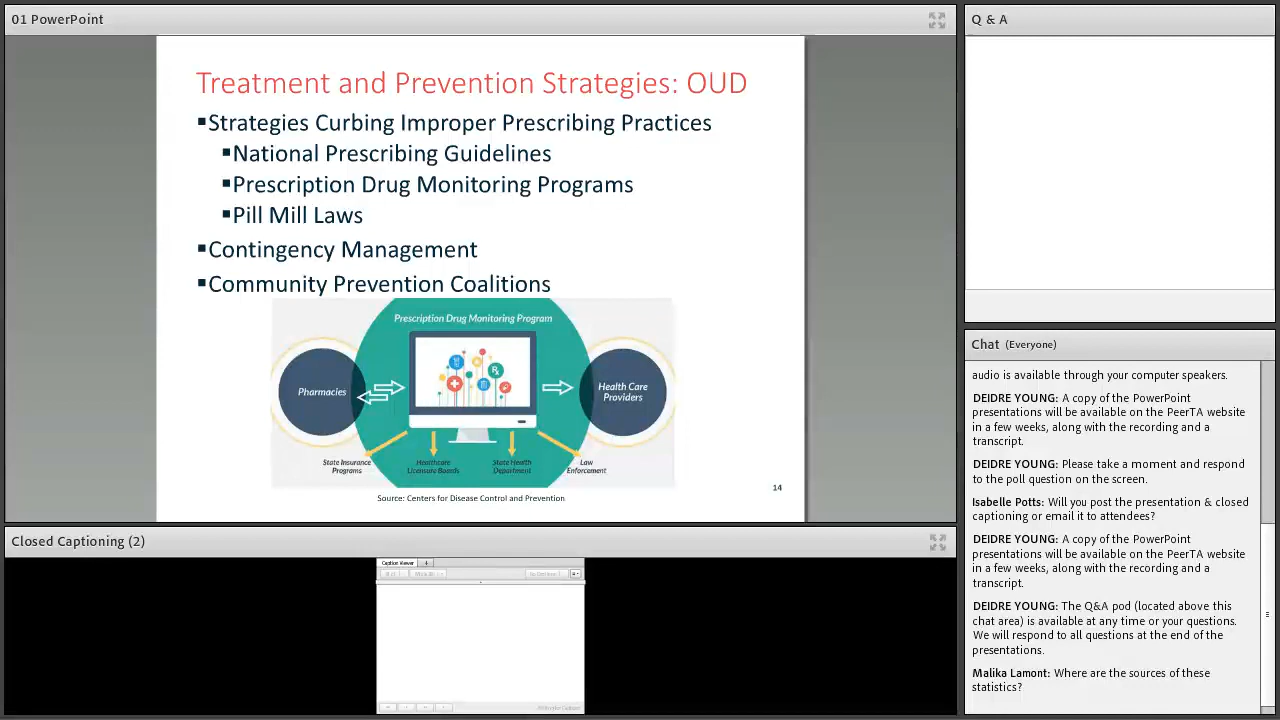 01 PowerPoint
Treatment and Prevention Strategies: OUD
▪Strategies Curbing Improper Prescribing Practices
▪National Prescribing Guidelines
▪Prescription Drug Monitoring Programs
▪Pill Mill Laws
▪Contingency Management
▪Community Prevention Coalitions
Prescription Drug Monitoring Program
Pharmacies
Health Care
Providers
State Insurance
Programs
Healthcare
Licensure Boards
State Health
Department
Law
Enforcement
14
Source: Centers for Disease Control and Prevention
Closed Captioning (2)
Caption Viewer
Q & A
Chat (Everyone)
audio is available through your computer speakers.
DEIDRE YOUNG: A copy of the PowerPoint
presentations will be available on the PeerTA website
in a few weeks, along with the recording and a
transcript.
DEIDRE YOUNG: Please take a moment and respond
to the poll question on the screen.
Isabelle Potts: Will you post the presentation & closed
captioning or email it to attendees?
DEIDRE YOUNG: A copy of the PowerPoint
presentations will be available on the PeerTA website
in a few weeks, along with the recording and a
transcript.
DEIDRE YOUNG: The Q&A pod (located above this
chat area) is available at any time or your questions.
We will respond to all questions at the end of the
presentations.
Malika Lamont: Where are the sources of these
statistics?